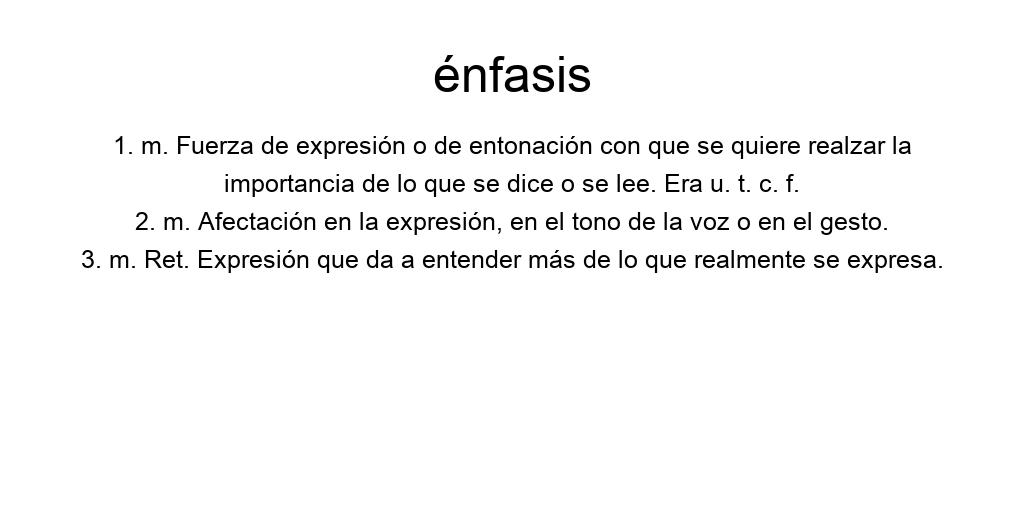 énfasis
1. m. Fuerza de expresión o de entonación con que se quiere realzar la
importancia de lo que se dice o se lee. Era u. t. c. f.
2. m. Afectación en la expresión, en el tono de la voz o en el gesto.
3. m. Ret. Expresión que da a entender más de lo que realmente se expresa.